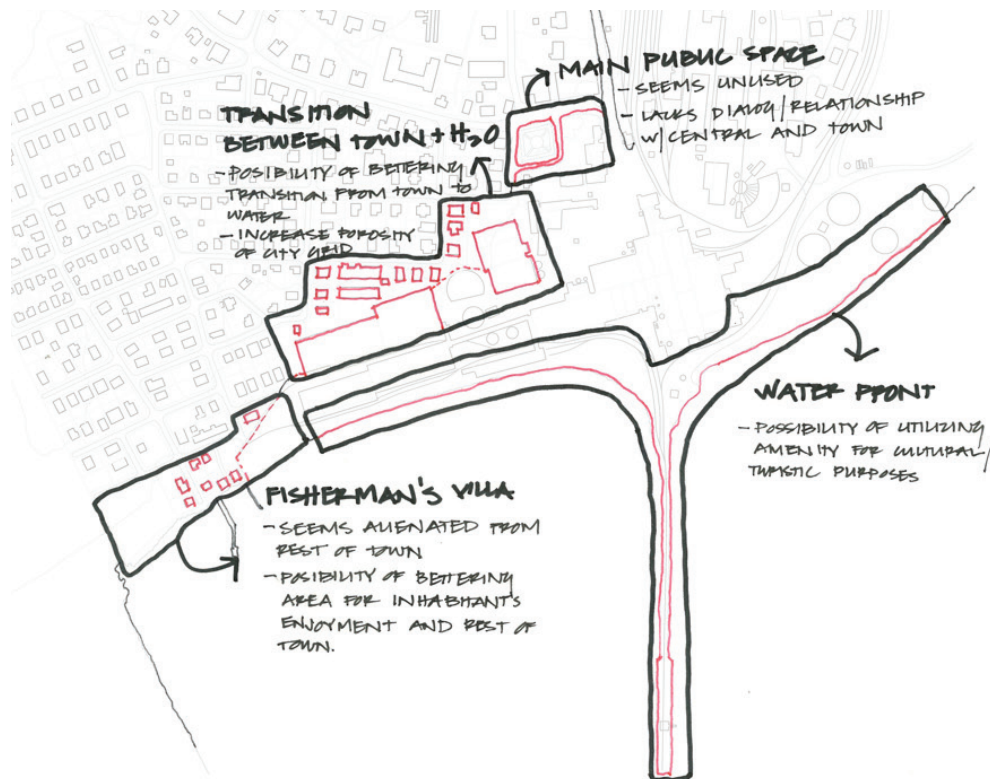 MAIN PUBLIC SPACE
- SEEMS UNUSED
- LACKS DIALOG/RELATIONSHIP
W/CENTRAL AND TOWN
TRANSITION
BETWEEN TOWN + H2O
- POSSIBILITY OF BETTERING
TRANSITION FROM TOWN TO
WATER
- INCREASE POROSITY
OF CITY GRID
WATER FRONT
- POSSIBILITY OF UTILIZING
AMENITY FOR CULTURAL/
TURISTIC PURPOSES
FISHERMAN'S VILLA
- SEEMS ALIENATED FROM
REST OF TOWN
- POSIBILITY OF BETTERING
AREA FOR INHABITANT'S
ENJOYMENT AND REST OF
TOWN.